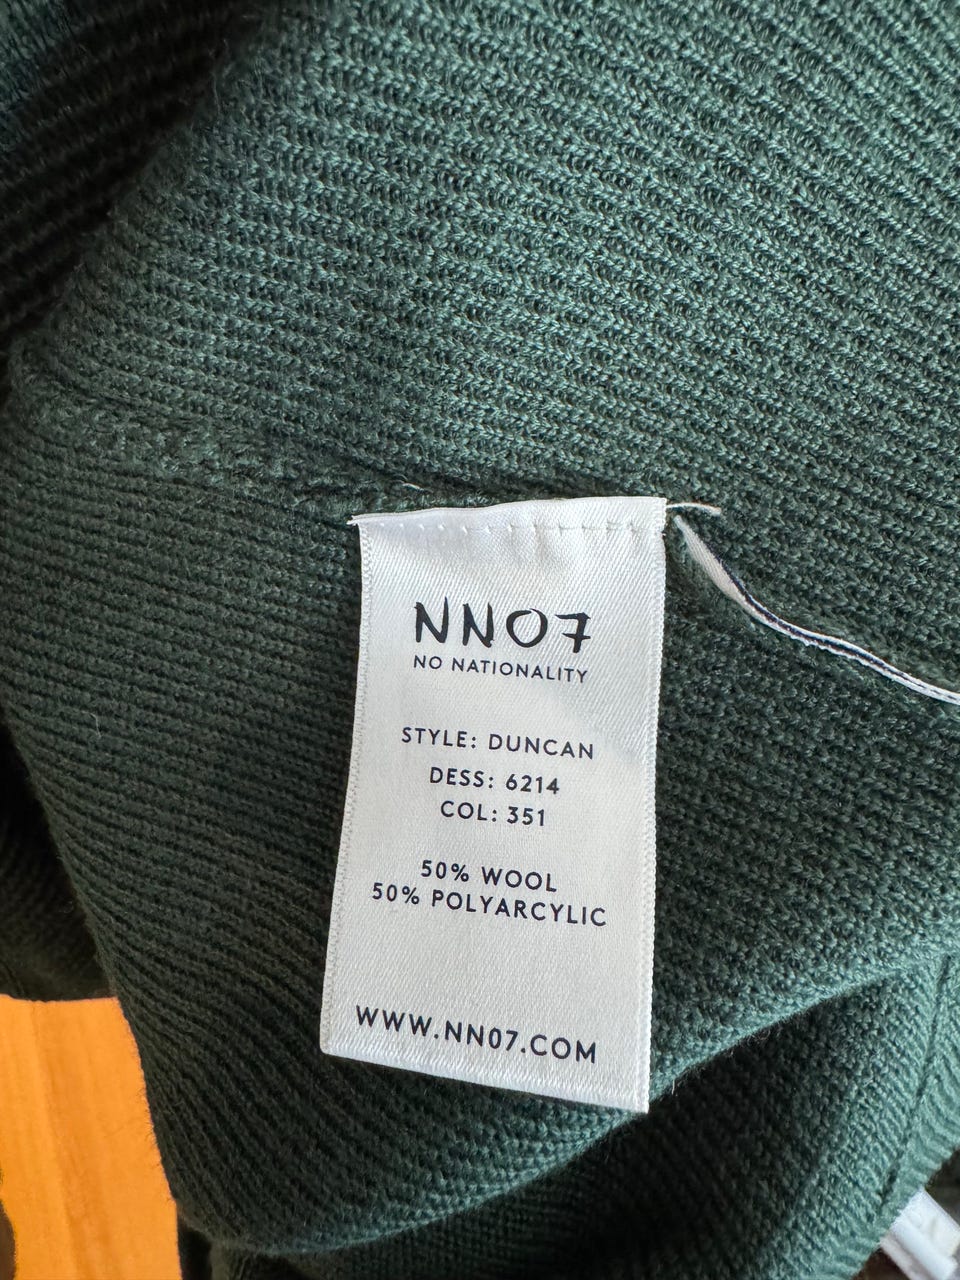 NN07
NO NATIONALITY
STYLE: DUNCAN
DESS: 6214
COL: 351
50% WOOL
50% POLYARCYLIC
WWW.NN07.COM